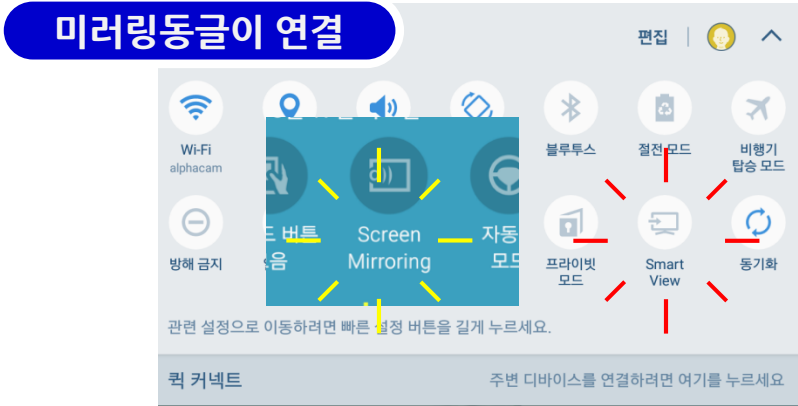 미러링동글이 연결
편집
Wi-Fi
alphacam
블루투스
절전 모드
비행기
탑승 모드
드 버튼
Screen
Mirroring
자동
모드
방해 금지
프라이빗
모드
Smart
View
동기화
관련 설정으로 이동하려면 빠른 설정 버튼을 길게 누르세요.
퀵 커넥트
주변 디바이스를 연결하려면 여기를 누르세요